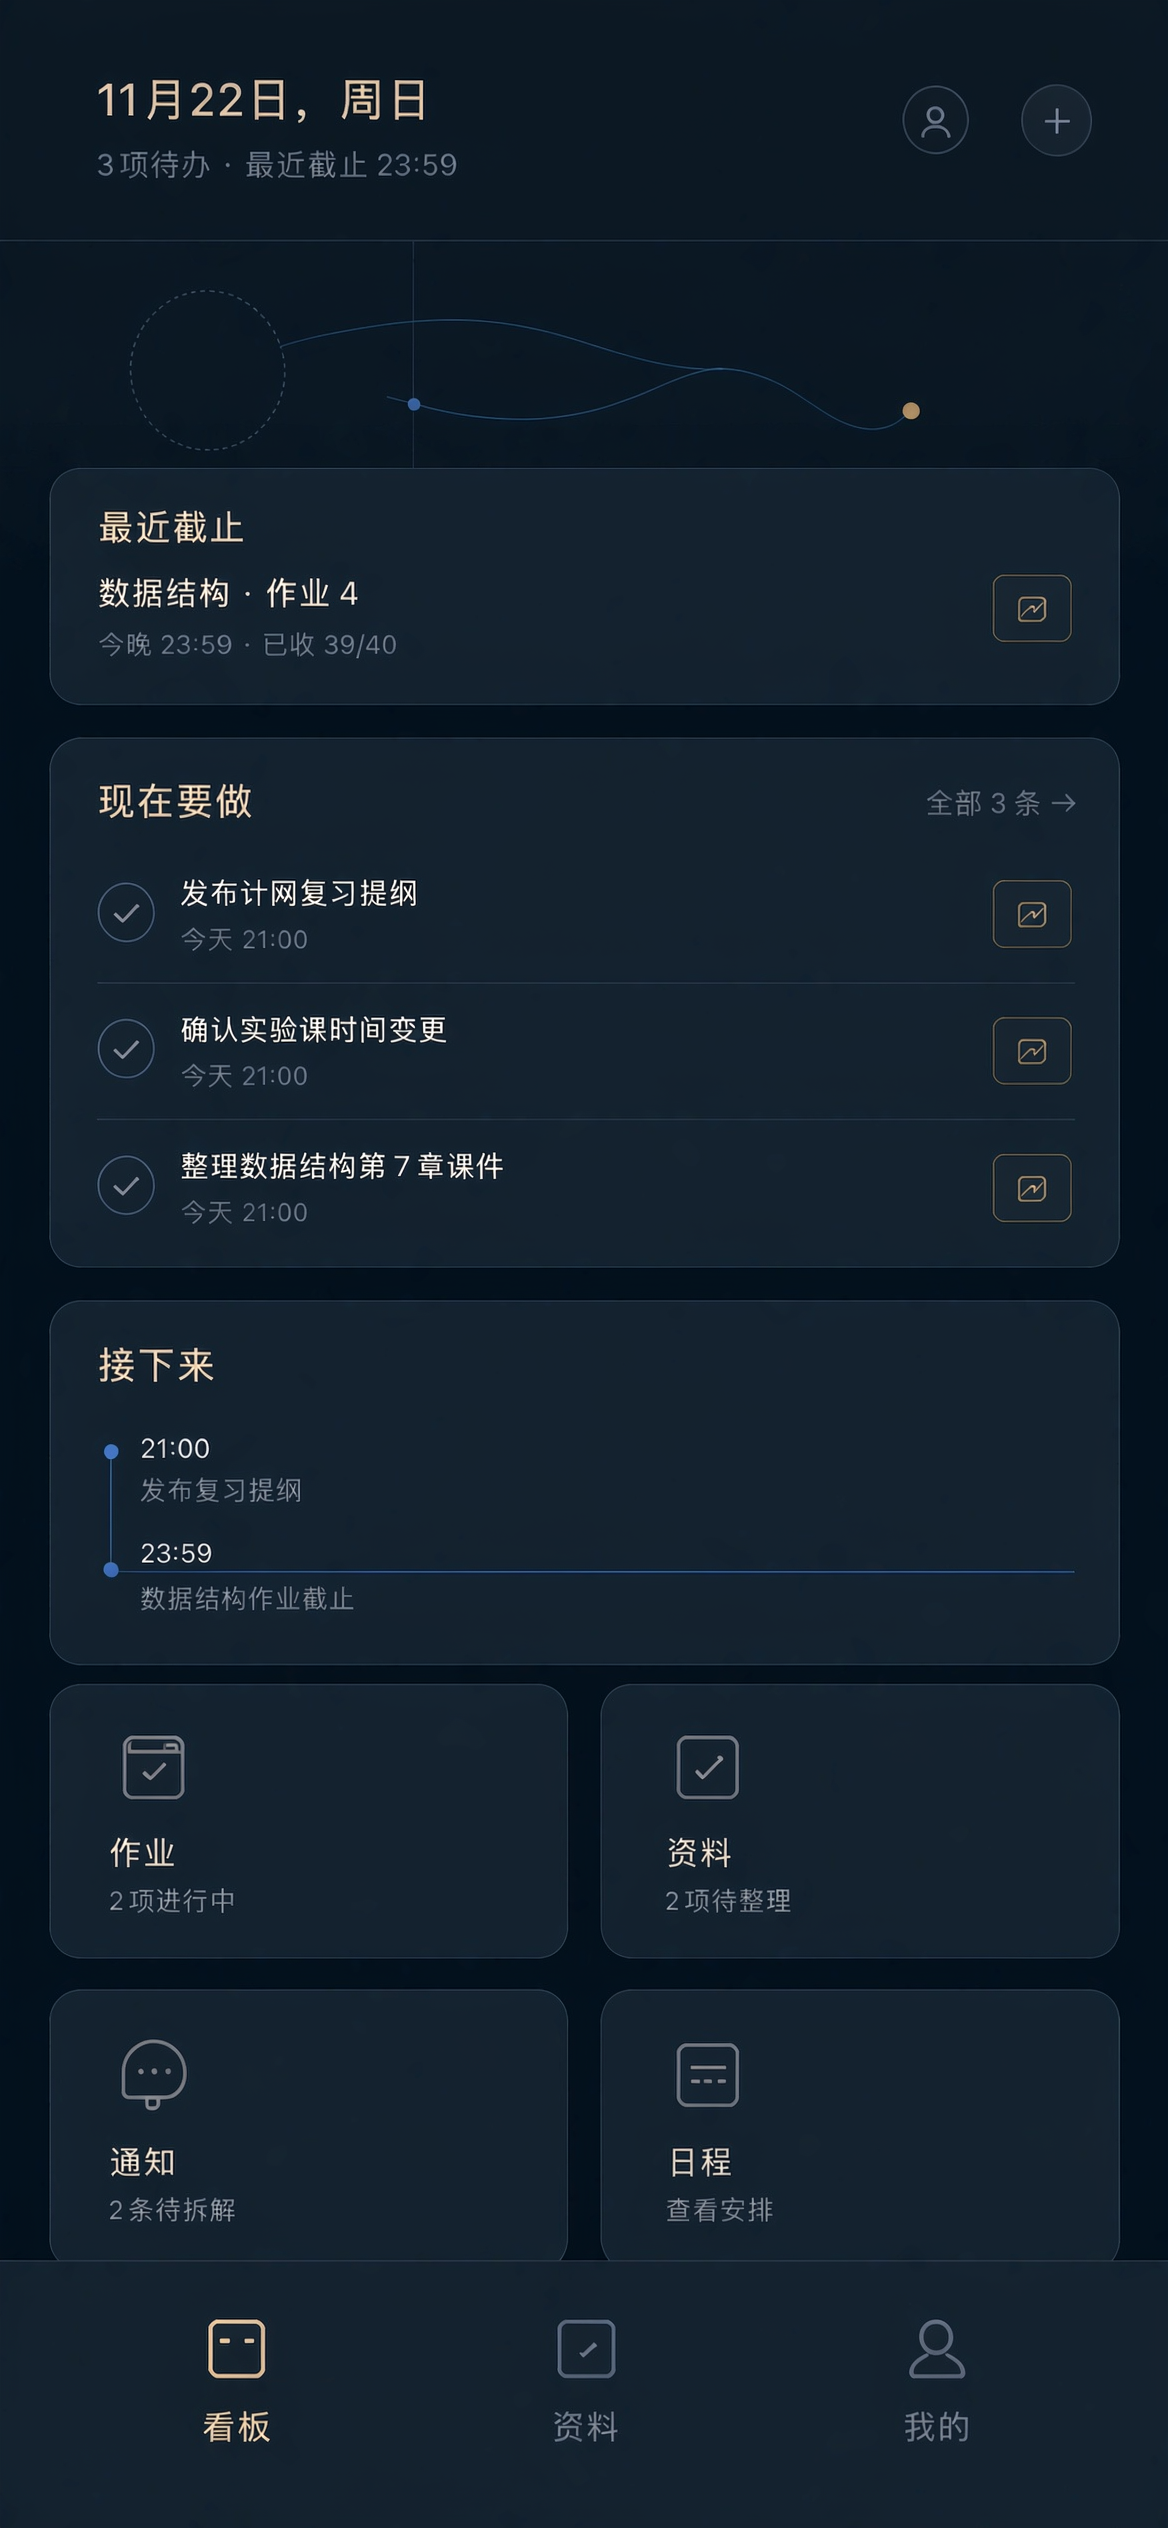 11月22日，周日
3项待办 · 最近截止 23:59
最近截止
数据结构 · 作业 4
今晚 23:59 · 已收 39/40
现在要做
全部 3 条 →
发布计网复习提纲
今天 21:00
确认实验课时间变更
今天 21:00
整理数据结构第 7 章课件
今天 21:00
接下来
21:00
发布复习提纲
23:59
数据结构作业截止
作业
2项进行中
资料
2项待整理
通知
2条待拆解
日程
查看安排
看板
资料
我的